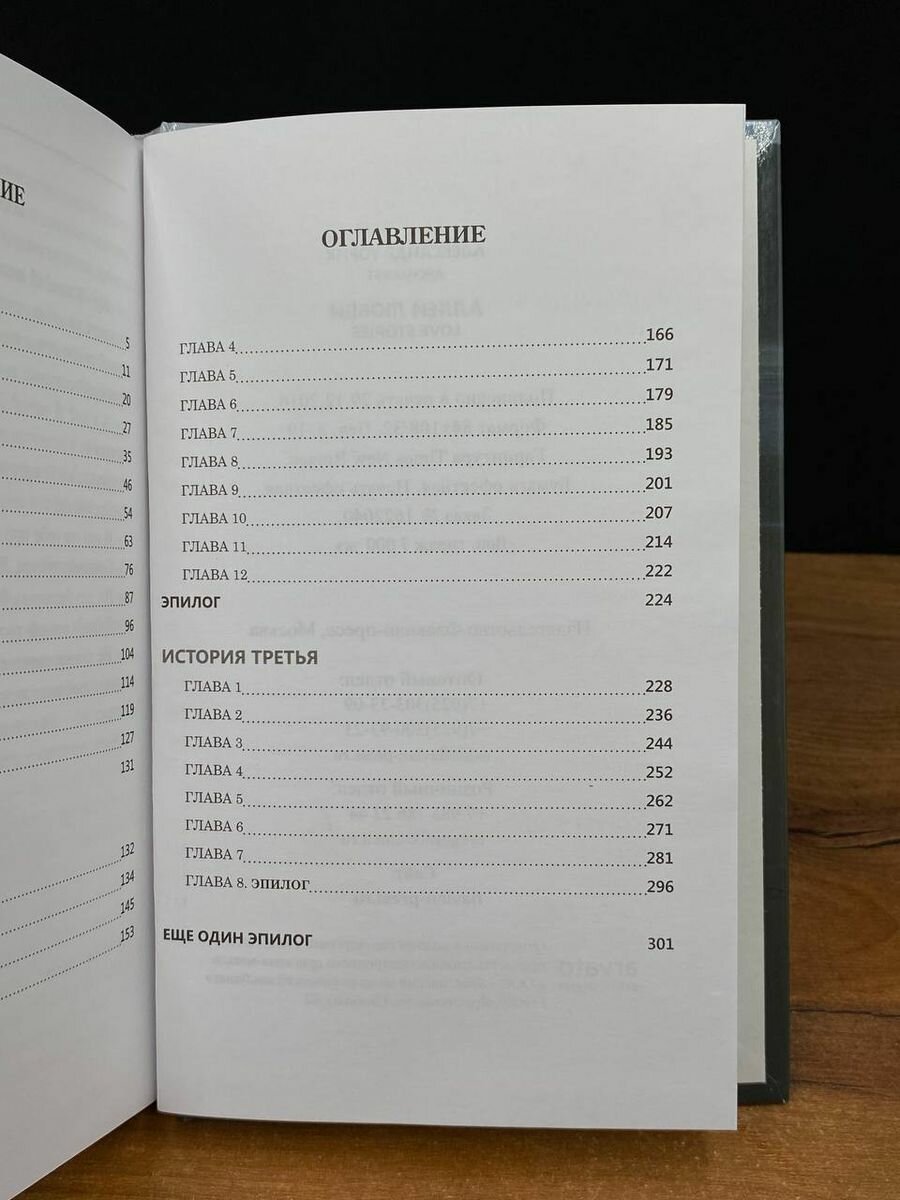 ИЕ
5
11
20
27
35
46
54
63
76
87
96
104
114
119
127
131
132
134
145
153
ОГЛАВЛЕНИЕ
ГЛАВА 4 166
ГЛАВА 5 171
ГЛАВА 6 179
ГЛАВА 7 185
ГЛАВА 8 193
ГЛАВА 9 201
ГЛАВА 10 207
ГЛАВА 11 214
ГЛАВА 12 222
ЭПИЛОГ 224
ИСТОРИЯ ТРЕТЬЯ
ГЛАВА 1 228
ГЛАВА 2 236
ГЛАВА 3 244
ГЛАВА 4 252
ГЛАВА 5 262
ГЛАВА 6 271
ГЛАВА 7 281
ГЛАВА 8. ЭПИЛОГ 296
ЕЩЕ ОДИН ЭПИЛОГ 301